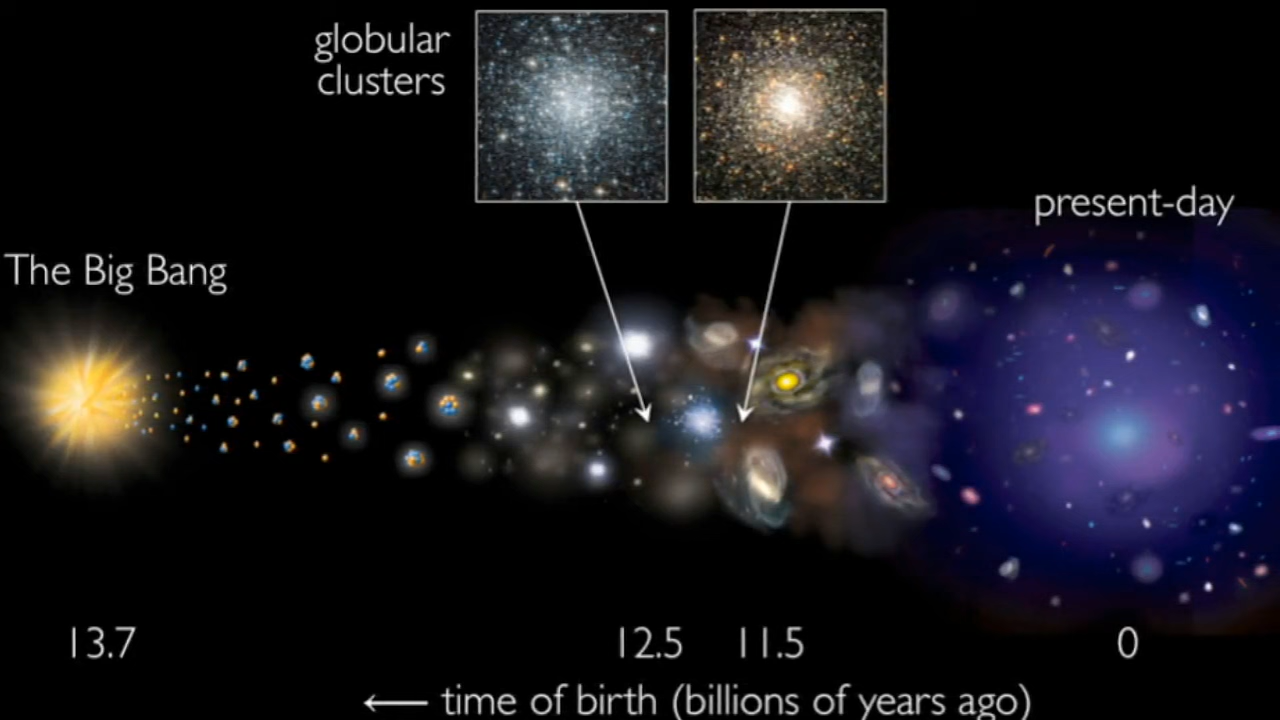 globular
clusters
present-day
The Big Bang
13.7
12.5
11.5
0
← time of birth (billions of years ago)